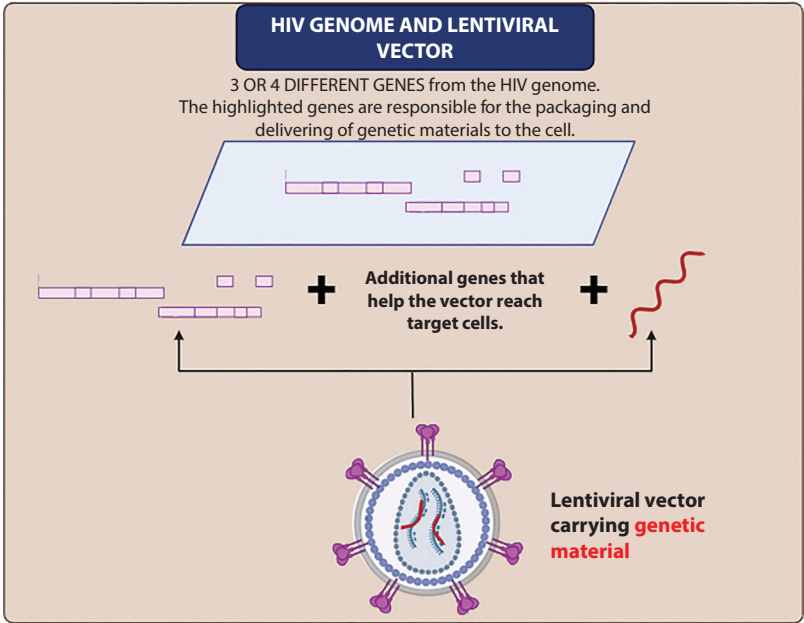 HIV GENOME AND LENTIVIRAL
VECTOR
3 OR 4 DIFFERENT GENES from the HIV genome.
The highlighted genes are responsible for the packaging and
delivering of genetic materials to the cell.
Additional genes that
help the vector reach
target cells.
Lentiviral vector
carrying genetic
material